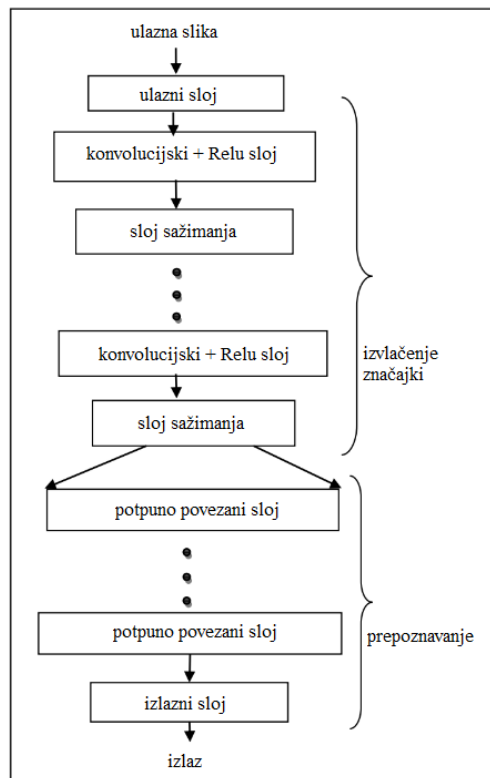 ulazna slika
ulazni sloj
konvolucijski + Relu sloj
sloj sažimanja
konvolucijski + Relu sloj
sloj sažimanja
izvlačenje
značajki
potpuno povezani sloj
potpuno povezani sloj
izlazni sloj
prepoznavanje
izlaz